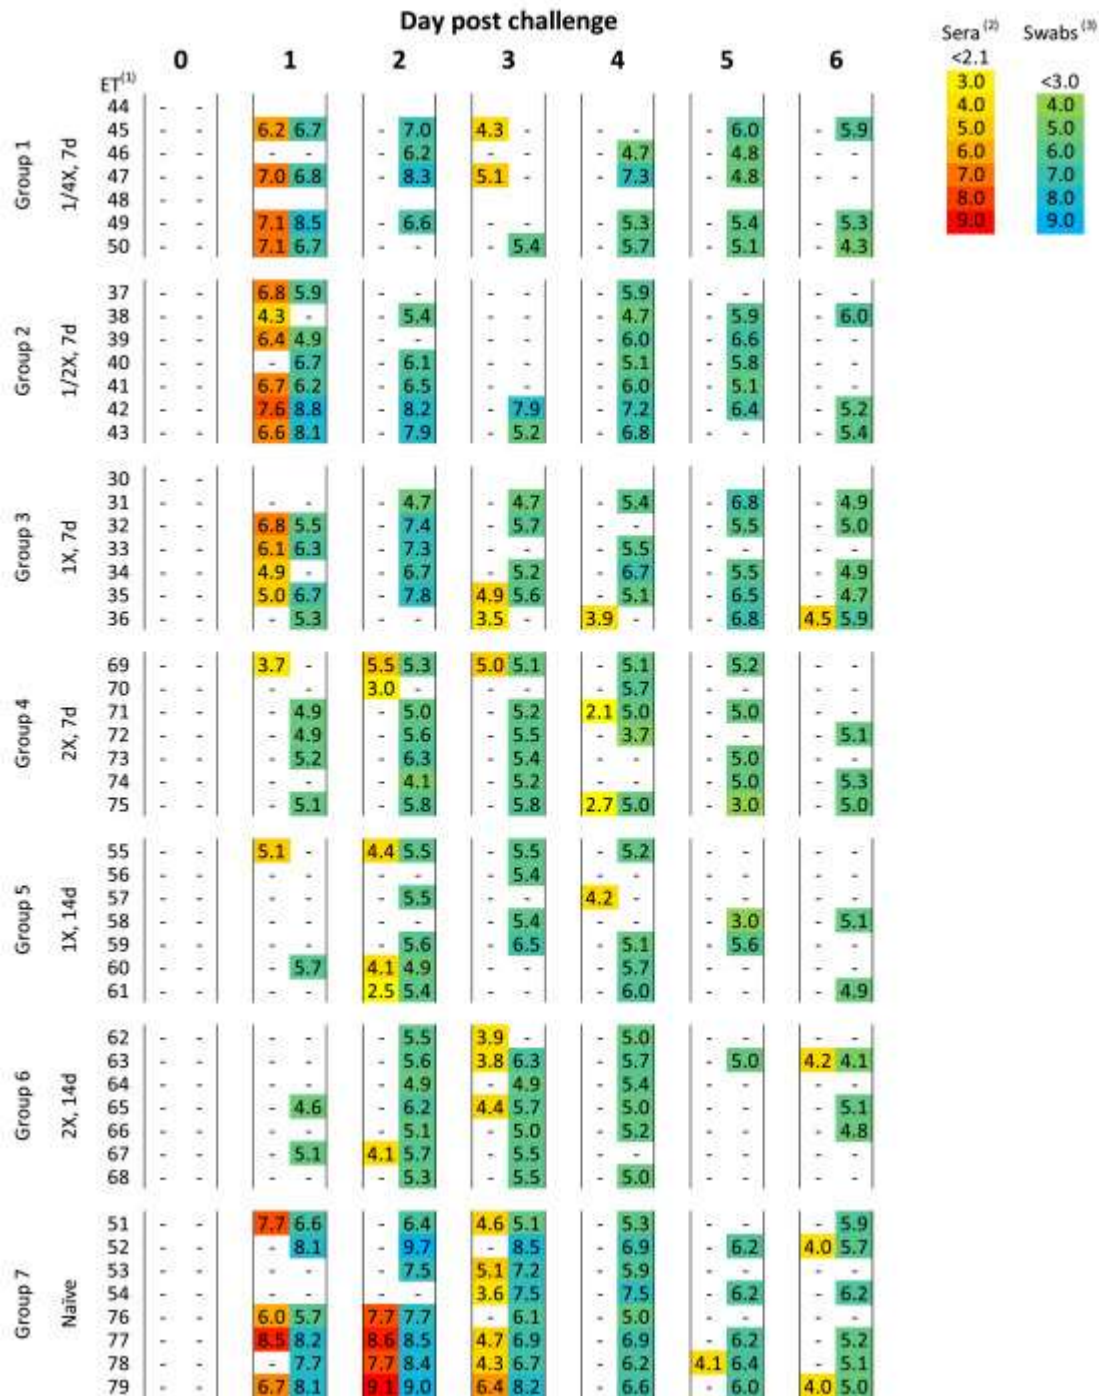 Day post challenge
0 1 2 3 4 5 6
ET(1)
Group 1
1/4X, 7d
44 - -
45 - - 6.2 6.7 - 7.0 4.3 - - - - 6.0 - 5.9
46 - - - - - 6.2 - - - 4.7 - 4.8 - -
47 - - 7.0 6.8 - 8.3 5.1 - - 7.3 - 4.8 - -
48 - -
49 - - 7.1 8.5 - 6.6 - - - 5.3 - 5.4 - 5.3
50 - - 7.1 6.7 - - - 5.4 - 5.7 - 5.1 - 4.3
Group 2
1/2X, 7d
37 - - 6.8 5.9 - - - - - 5.9 - - - -
38 - - 4.3 - - 5.4 - - - 4.7 - 5.9 - 6.0
39 - - 6.4 4.9 - - - - - 6.0 - 6.6 - -
40 - - - 6.7 - 6.1 - - - 5.1 - 5.8 - -
41 - - 6.7 6.2 - 6.5 - - - 6.0 - 5.1 - -
42 - - 7.6 8.8 - 8.2 - 7.9 - 7.2 - 6.4 - 5.2
43 - - 6.6 8.1 - 7.9 - 5.2 - 6.8 - - - 5.4
Group 3
1X, 7d
30 - -
31 - - - - - 4.7 - 4.7 - 5.4 - 6.8 - 4.9
32 - - 6.8 5.5 - 7.4 - 5.7 - - - 5.5 - 5.0
33 - - 6.1 6.3 - 7.3 - - - 5.5 - - - -
34 - - 4.9 - - 6.7 - 5.2 - 6.7 - 5.5 - 4.9
35 - - 5.0 6.7 - 7.8 4.9 5.6 - 5.1 - 6.5 - 4.7
36 - - - 5.3 - - 3.5 - 3.9 - - 6.8 4.5 5.9
Group 4
2X, 7d
69 - - 3.7 - 5.5 5.3 5.0 5.1 - 5.1 - 5.2 - -
70 - - - - 3.0 - - - - 5.7 - - - -
71 - - - 4.9 - 5.0 - 5.2 2.1 5.0 - 5.0 - -
72 - - - 4.9 - 5.6 - 5.5 - 3.7 - - - 5.1
73 - - - 5.2 - 6.3 - 5.4 - - - 5.0 - -
74 - - - - - 4.1 - 5.2 - - - 5.0 - 5.3
75 - - - 5.1 - 5.8 - 5.8 2.7 5.0 - 3.0 - 5.0
Group 5
1X, 14d
55 - - 5.1 - 4.4 5.5 - 5.5 - 5.2 - - - -
56 - - - - - - - 5.4 - - - - - -
57 - - - - - 5.5 - - 4.2 - - - - -
58 - - - - - - - 5.4 - - - 3.0 - 5.1
59 - - - - - 5.6 - 6.5 - 5.1 - 5.6 - -
60 - - - 5.7 4.1 4.9 - - - 5.7 - - - -
61 - - - - 2.5 5.4 - - - 6.0 - - - 4.9
Group 6
2X, 14d
62 - - - - - 5.5 3.9 - - 5.0 - - - -
63 - - - - - 5.6 3.8 6.3 - 5.7 - 5.0 4.2 4.1
64 - - - - - 4.9 - 4.9 - 5.4 - - - -
65 - - - 4.6 - 6.2 4.4 5.7 - 5.0 - - - 5.1
66 - - - - - 5.1 - 5.0 - 5.2 - - - 4.8
67 - - - 5.1 4.1 5.7 - 5.5 - - - - - -
68 - - - - - 5.3 - 5.5 - 5.0 - - - -
Group 7
Naïve
51 - - 7.7 6.6 - 6.4 4.6 5.1 - 5.3 - - - 5.9
52 - - - 8.1 - 9.7 - 8.5 - 6.9 - 6.2 4.0 5.7
53 - - - - - 7.5 5.1 7.2 - 5.9 - - - -
54 - - - - - - 3.6 7.5 - 7.5 - 6.2 - 6.2
76 - - 6.0 5.7 7.7 7.7 - 6.1 - 5.0 - - - -
77 - - 8.5 8.2 8.6 8.5 4.7 6.9 - 6.9 - 6.2 - 5.2
78 - - - 7.7 7.7 8.4 4.3 6.7 - 6.2 4.1 6.4 - 5.1
79 - - 6.7 8.1 9.1 9.0 6.4 8.2 - 6.6 - 6.0 4.0 5.0
Sera (2) Swabs (3)
<2.1
3.0 <3.0
4.0 4.0
5.0 5.0
6.0 6.0
7.0 7.0
8.0 8.0
9.0 9.0